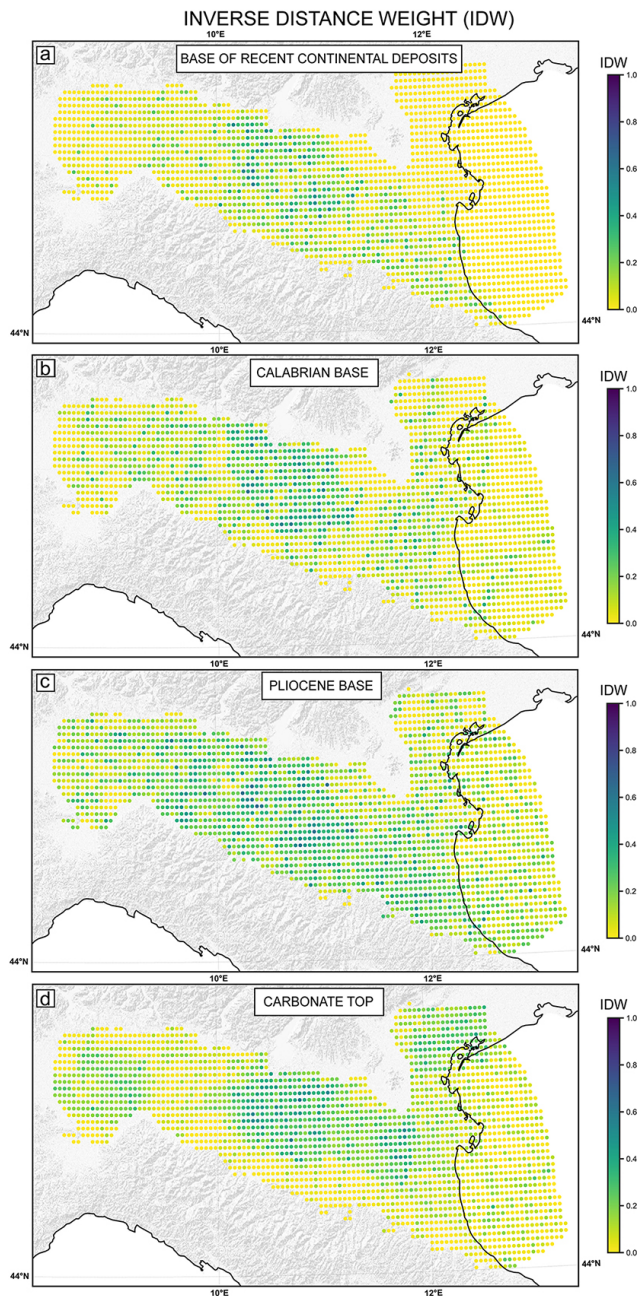 INVERSE DISTANCE WEIGHT (IDW)
10°E 12°E
a
BASE OF RECENT CONTINENTAL DEPOSITS
IDW
1.0
0.8
0.6
0.4
0.2
0.0
44°N 44°N
10°E 12°E
b
CALABRIAN BASE
IDW
1.0
0.8
0.6
0.4
0.2
0.0
44°N 44°N
10°E 12°E
c
PLIOCENE BASE
IDW
1.0
0.8
0.6
0.4
0.2
0.0
44°N 44°N
10°E 12°E
d
CARBONATE TOP
IDW
1.0
0.8
0.6
0.4
0.2
0.0
44°N 44°N
10°E 12°E